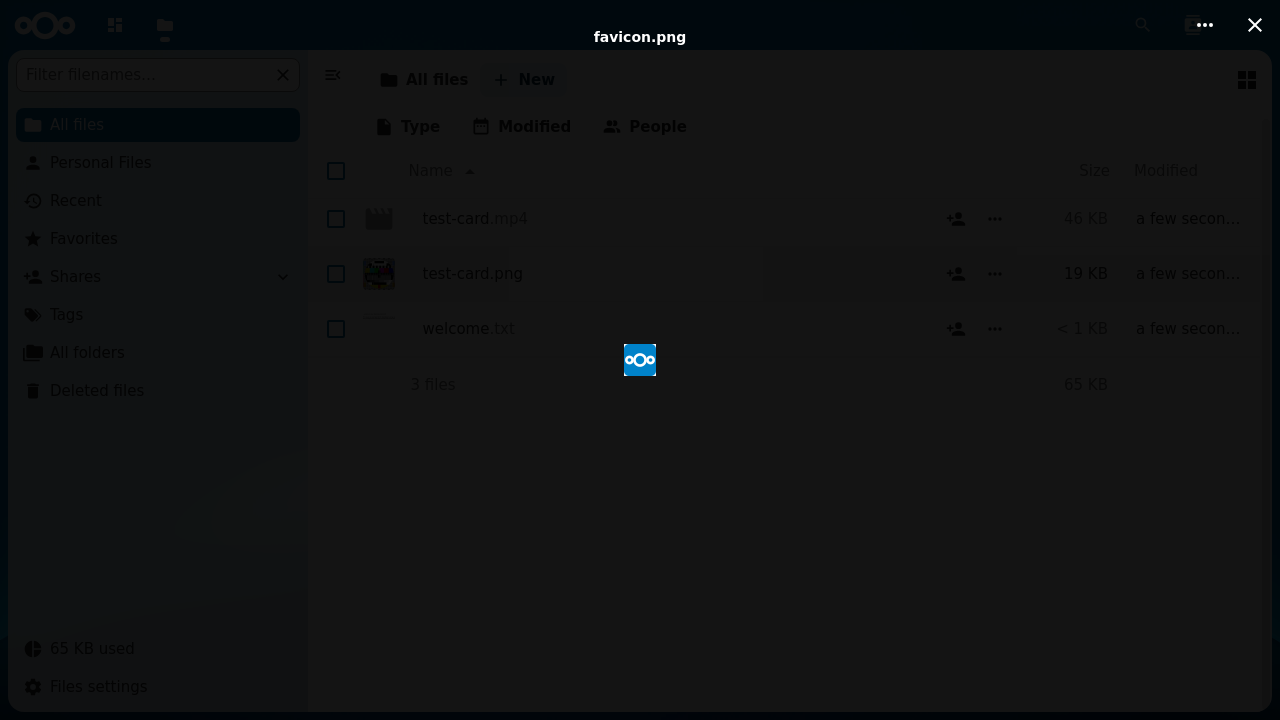 favicon.png
Filter filenames...
All files
+ New
All files
Type
Modified
People
Personal Files
Name
Size
Modified
Recent
test-card.mp4
46 KB
a few secon...
Favorites
Shares
test-card.png
19 KB
a few secon...
Tags
welcome.txt
< 1 KB
a few secon...
All folders
Deleted files
3 files
65 KB
65 KB used
Files settings